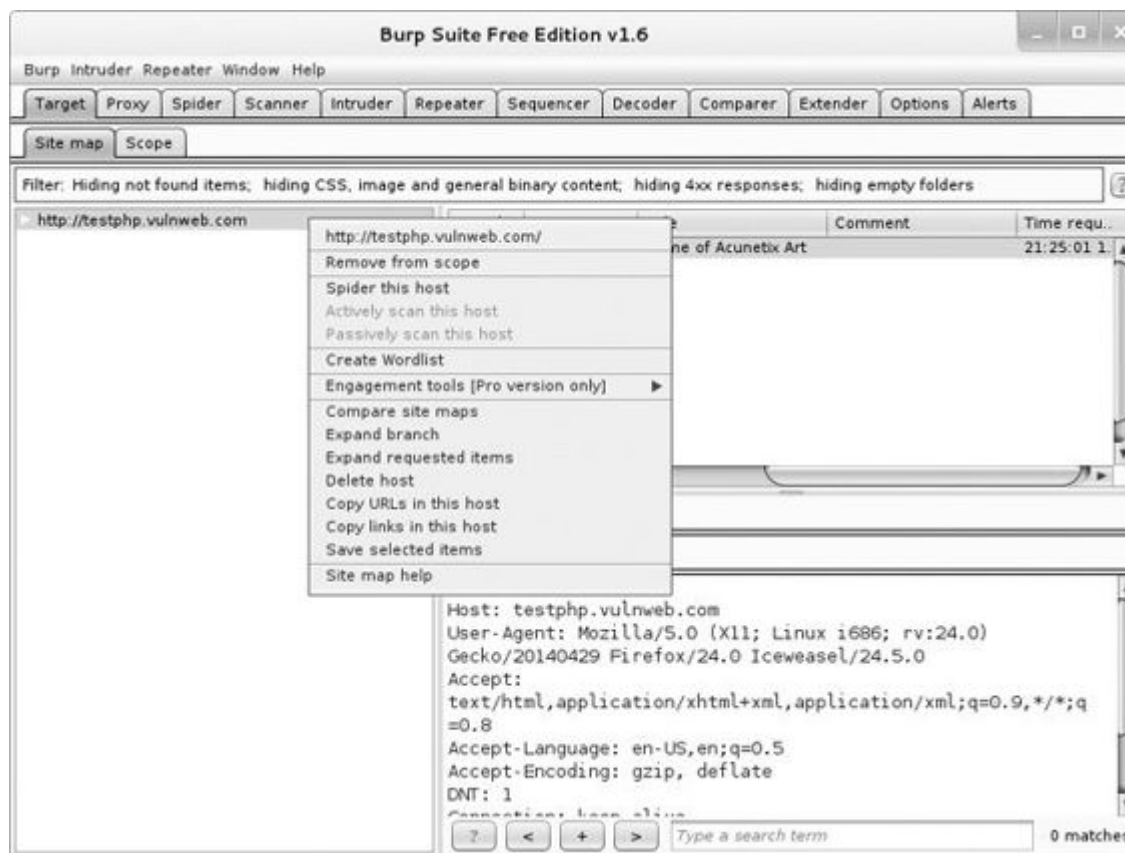 Burp Suite Free Edition v1.6
Burp Intruder Repeater Window Help
Target Proxy Spider Scanner Intruder Repeater Sequencer Decoder Comparer Extender Options Alerts
Site map Scope
Filter: Hiding not found items; hiding CSS, image and general binary content; hiding 4xx responses; hiding empty folders ?
http://testphp.vulnweb.com
Comment Time requ..
of Acunetix Art 21:25:01 1.
http://testphp.vulnweb.com/
Remove from scope
Spider this host
Actively scan this host
Passively scan this host
Create Wordlist
Engagement tools [Pro version only]
Compare site maps
Expand branch
Expand requested items
Delete host
Copy URLs in this host
Copy links in this host
Save selected items
Site map help
Host: testphp.vulnweb.com
User-Agent: Mozilla/5.0 (X11; Linux i686; rv:24.0)
Gecko/20140429 Firefox/24.0 Iceweasel/24.5.0
Accept:
text/html,application/xhtml+xml,application/xml;q=0.9,*/*;q
=0.8
Accept-Language: en-US,en;q=0.5
Accept-Encoding: gzip, deflate
DNT: 1
? < + > Type a search term 0 matches